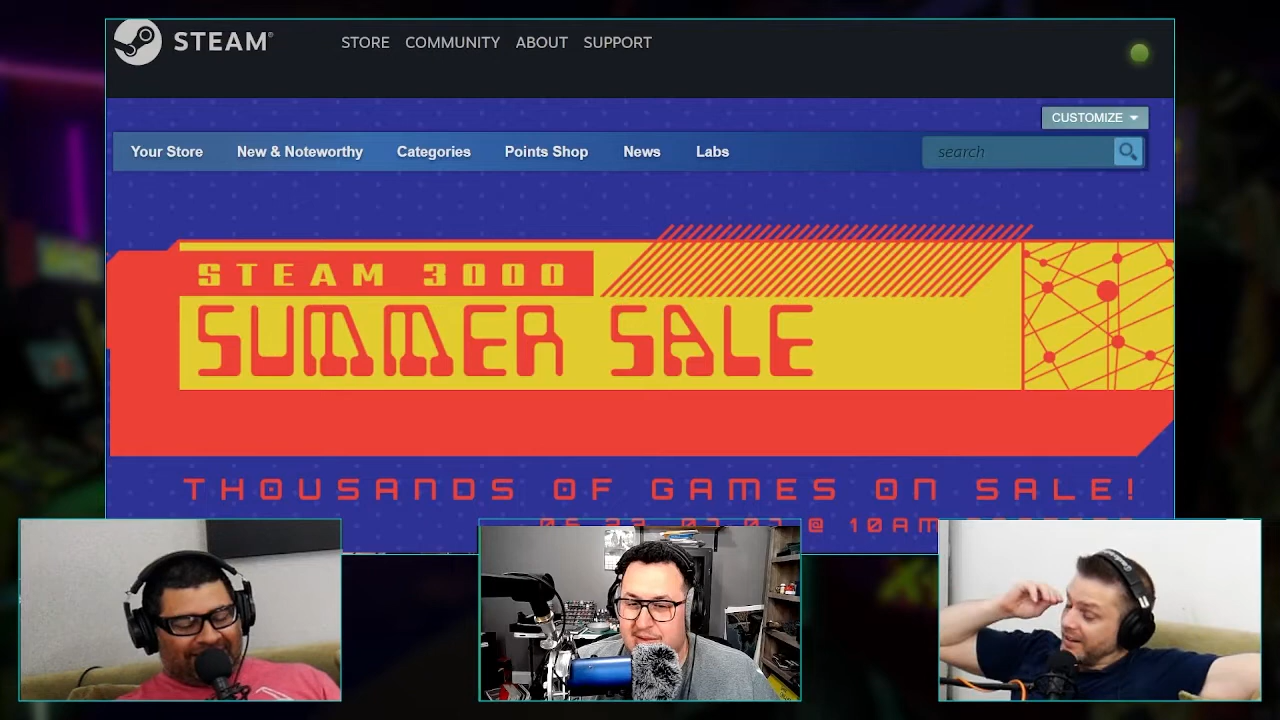 STEAM®
STORE COMMUNITY ABOUT SUPPORT
CUSTOMIZE
Your Store New & Noteworthy Categories Points Shop News Labs
search
STEAM 3000
SUMMER SALE
THOUSANDS OF GAMES ON SALE!
@ 10AM